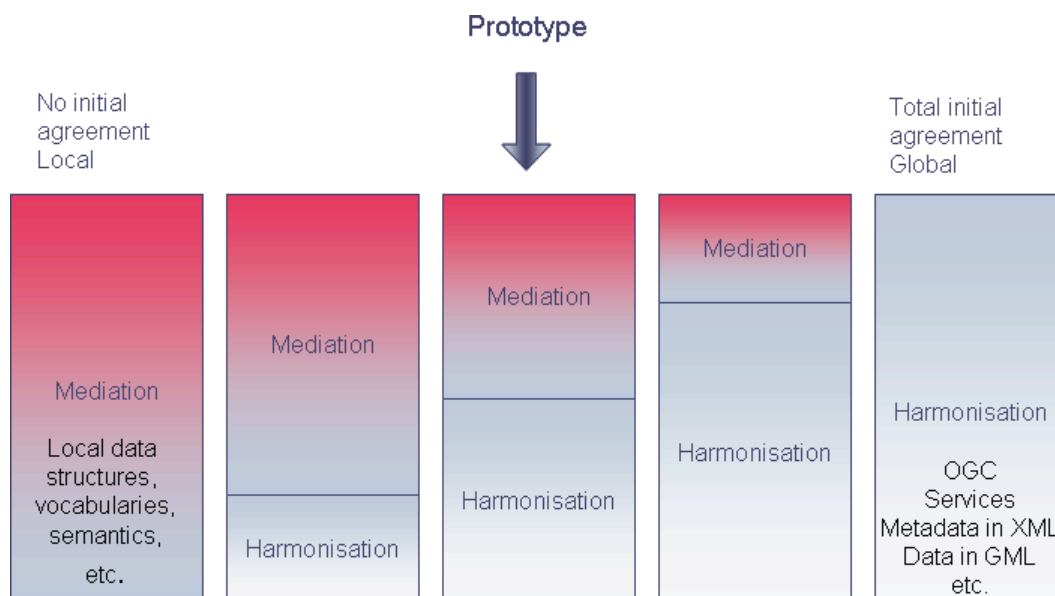 Prototype
No initial
agreement
Local
Total initial
agreement
Global
Mediation
Local data
structures,
vocabularies,
semantics,
etc.
Mediation
Harmonisation
Mediation
Harmonisation
Mediation
Harmonisation
Harmonisation
OGC
Services
Metadata in XML
Data in GML
etc.